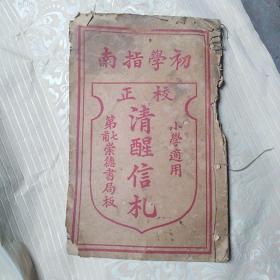 初學指南
校正
小學適用
清醒信札
第七甫崇德書局板